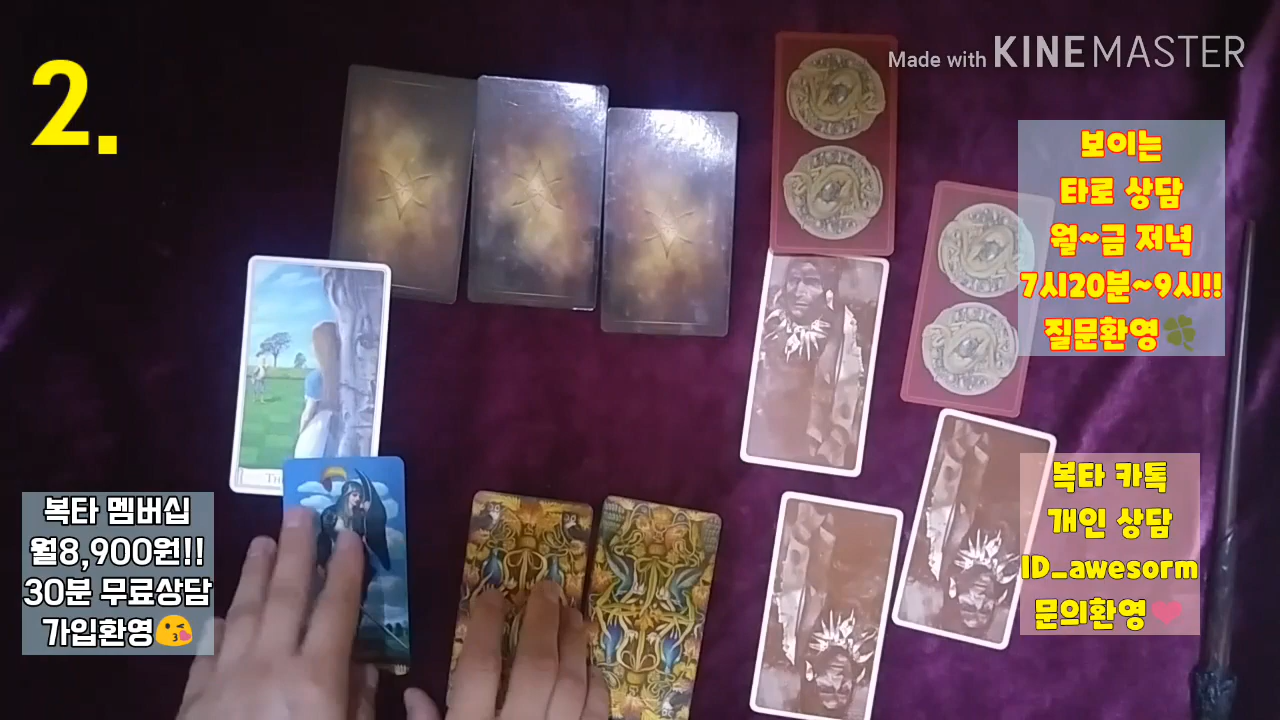 2.
Made with KINEMASTER
보이는
타로 상담
월~금 저녁
7시20분~9시!!
질문환영🍀
복타 멤버십
월8,900원!!
30분 무료상담
가입환영😘
복타 카톡
개인 상담
ID_awesorm
문의환영❤